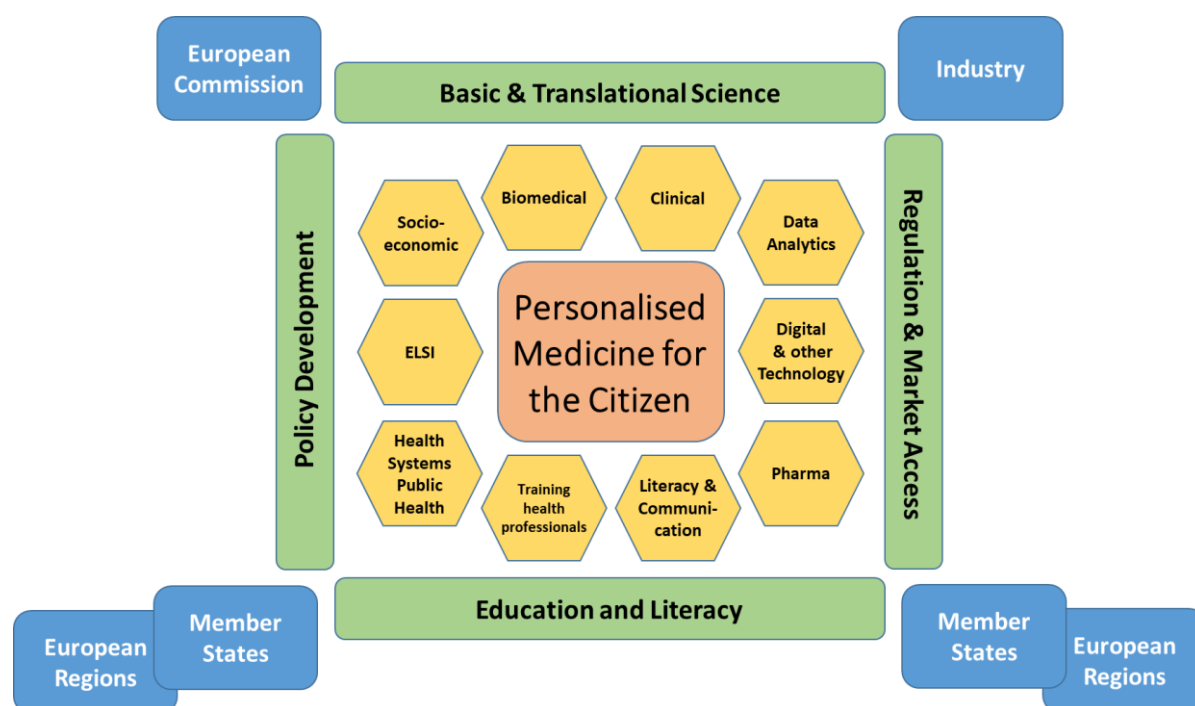 European
Commission
Industry
Basic & Translational Science
Policy Development
Regulation & Market Access
Socio-
economic
Biomedical
Clinical
Data
Analytics
ELSI
Personalised
Medicine for
the Citizen
Digital
& other
Technology
Health
Systems
Public
Health
Training
health
professionals
Literacy &
Communi-
cation
Pharma
Education and Literacy
European
Regions
Member
States
Member
States
European
Regions